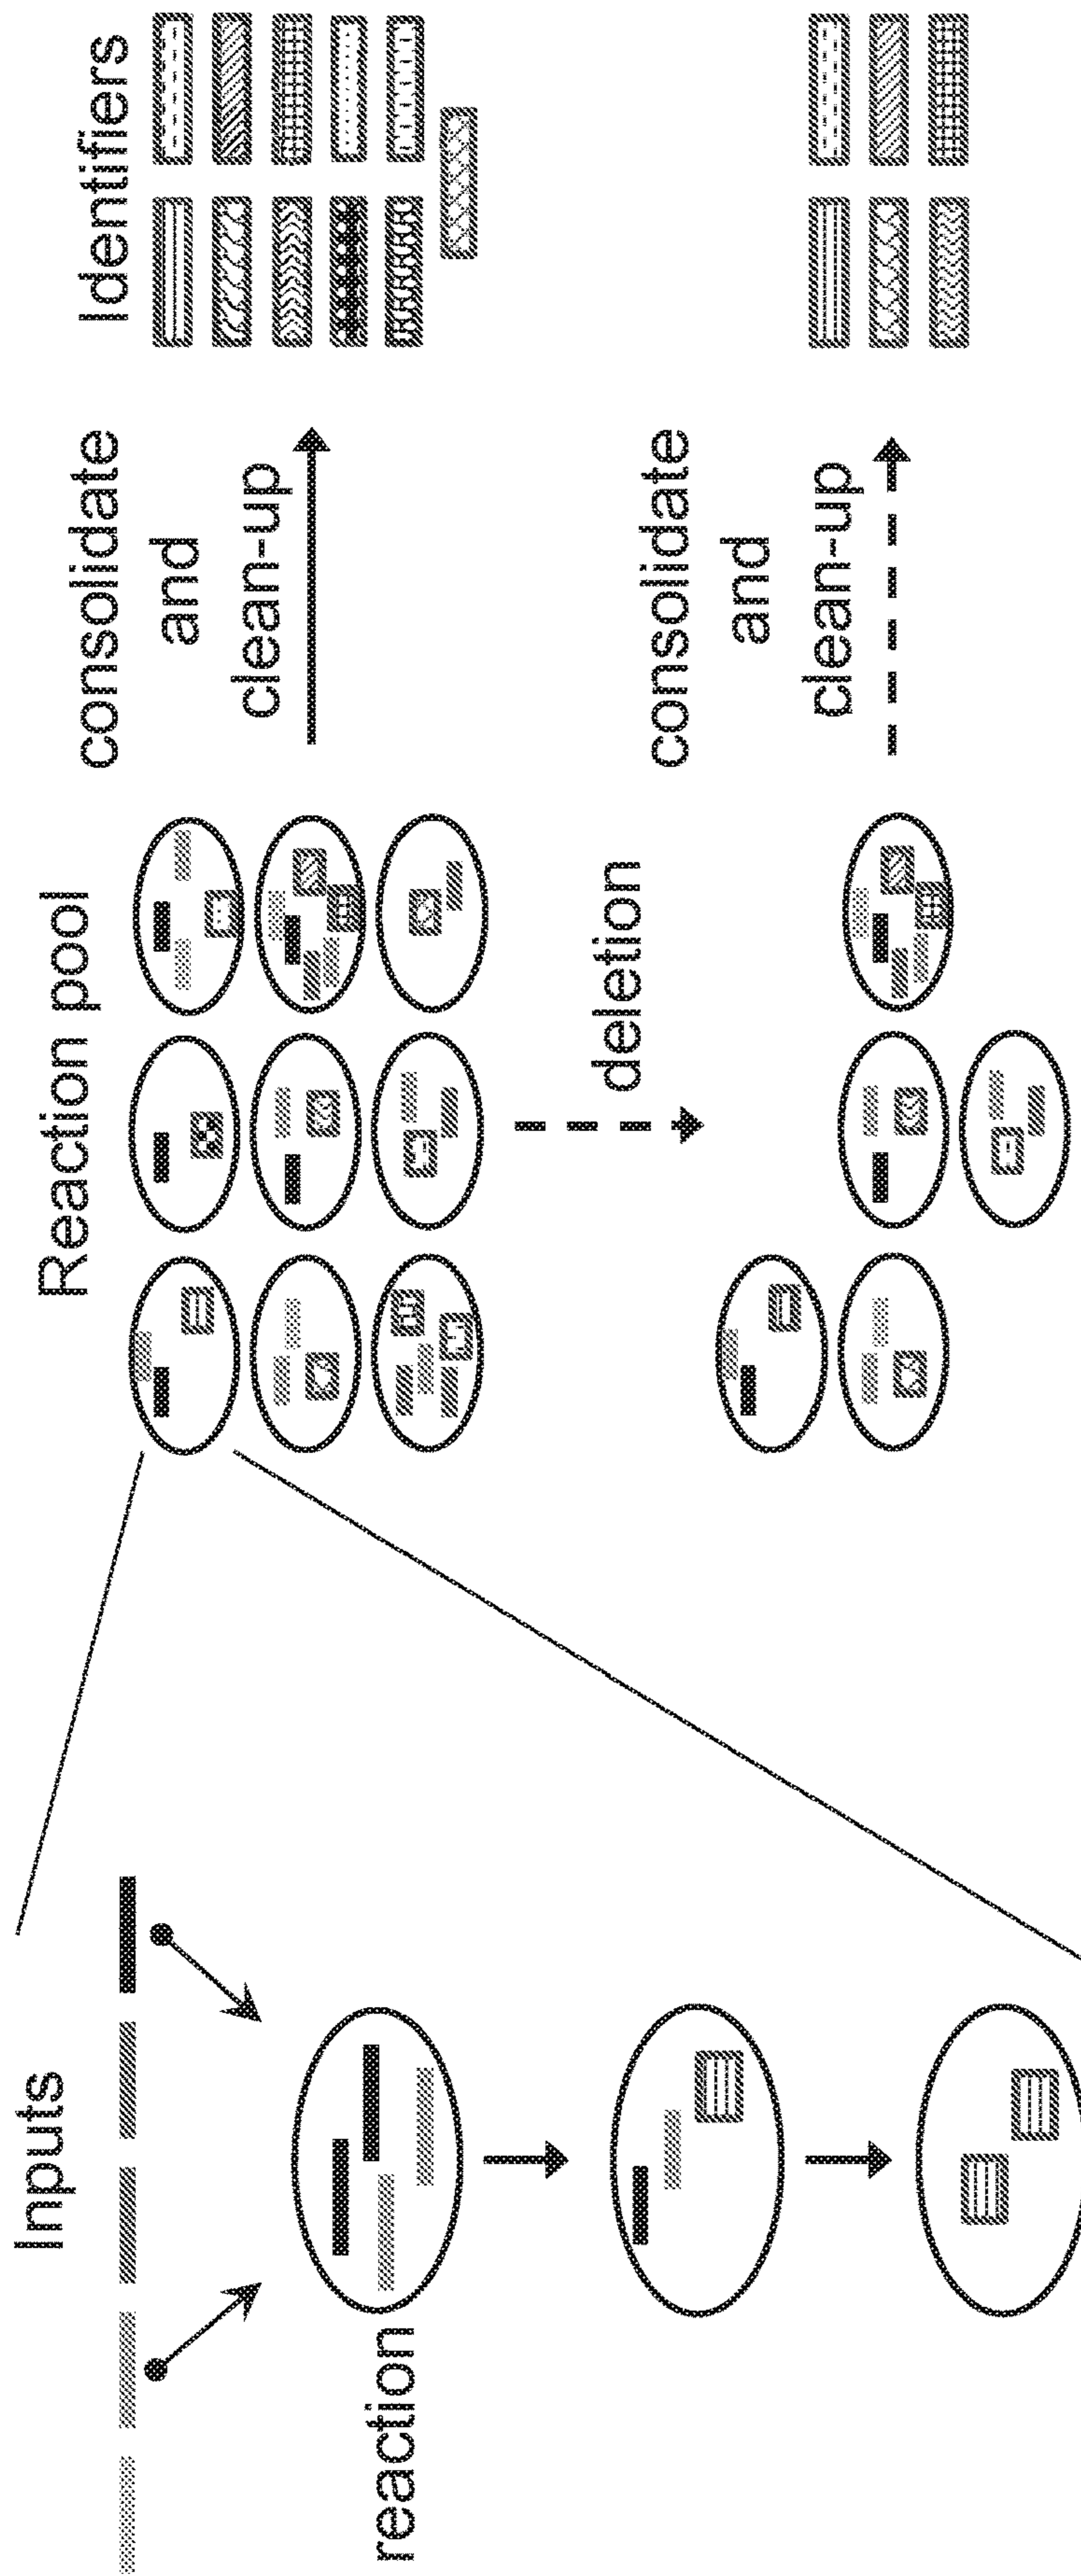 Inputs
reaction
Reaction pool
deletion
consolidate
and
clean-up
consolidate
and
clean-up
Identifiers